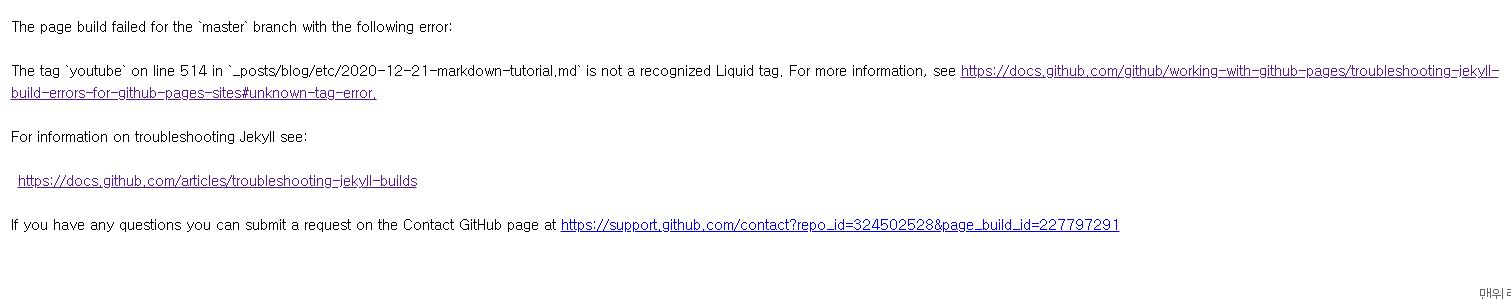 The page build failed for the `master` branch with the following error:
The tag `youtube` on line 514 in `_posts/blog/etc/2020-12-21-markdown-tutorial.md` is not a recognized Liquid tag. For more information, see https://docs.github.com/github/working-with-github-pages/troubleshooting-jekyll-
build-errors-for-github-pages-sites#unknown-tag-error.
For information on troubleshooting Jekyll see:
https://docs.github.com/articles/troubleshooting-jekyll-builds
If you have any questions you can submit a request on the Contact GitHub page at https://support.github.com/contact?repo_id=324502528&page_build_id=227797291
맨위